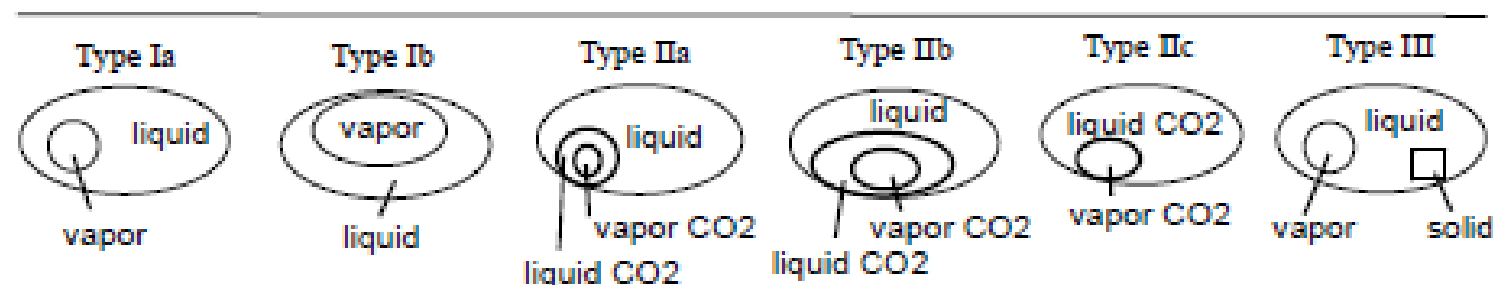 Type Ia
Type Ib
Type IIa
Type IIb
Type IIc
Type III
liquid
vapor
vapor
liquid
liquid
vapor CO2
liquid CO2
liquid
vapor CO2
liquid CO2
liquid CO2
vapor CO2
liquid
vapor
solid